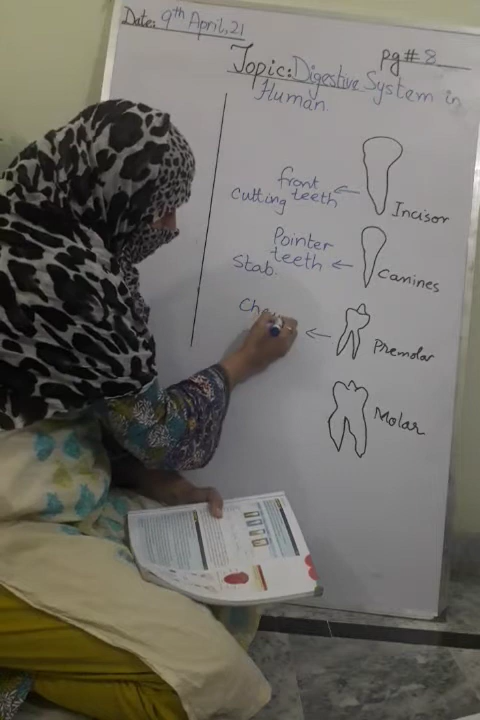 Date: 9th April, 21
pg# 8
Topic: Digestive System in
Human.
front
cutting teeth
Incisor
Pointer
teeth
Stab.
Canines
Che
Premolar
Molar